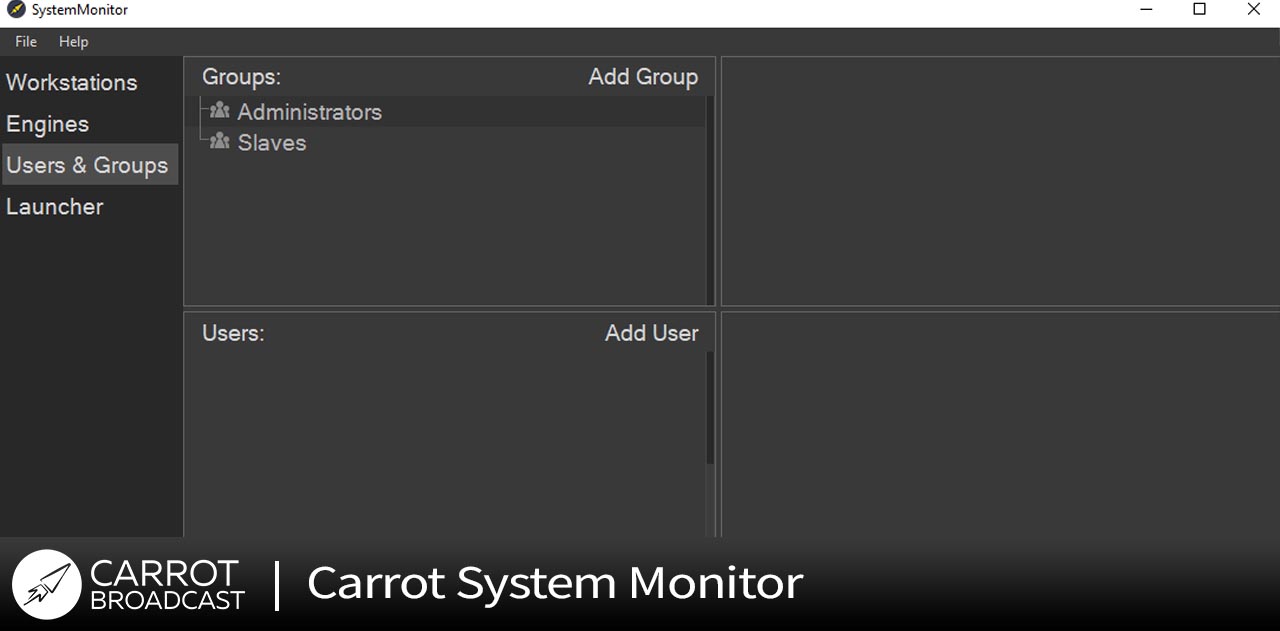 SystemMonitor
File Help
Workstations
Engines
Users & Groups
Launcher
Groups: Add Group
Administrators
Slaves
Users: Add User
CARROT
BROADCAST
| Carrot System Monitor